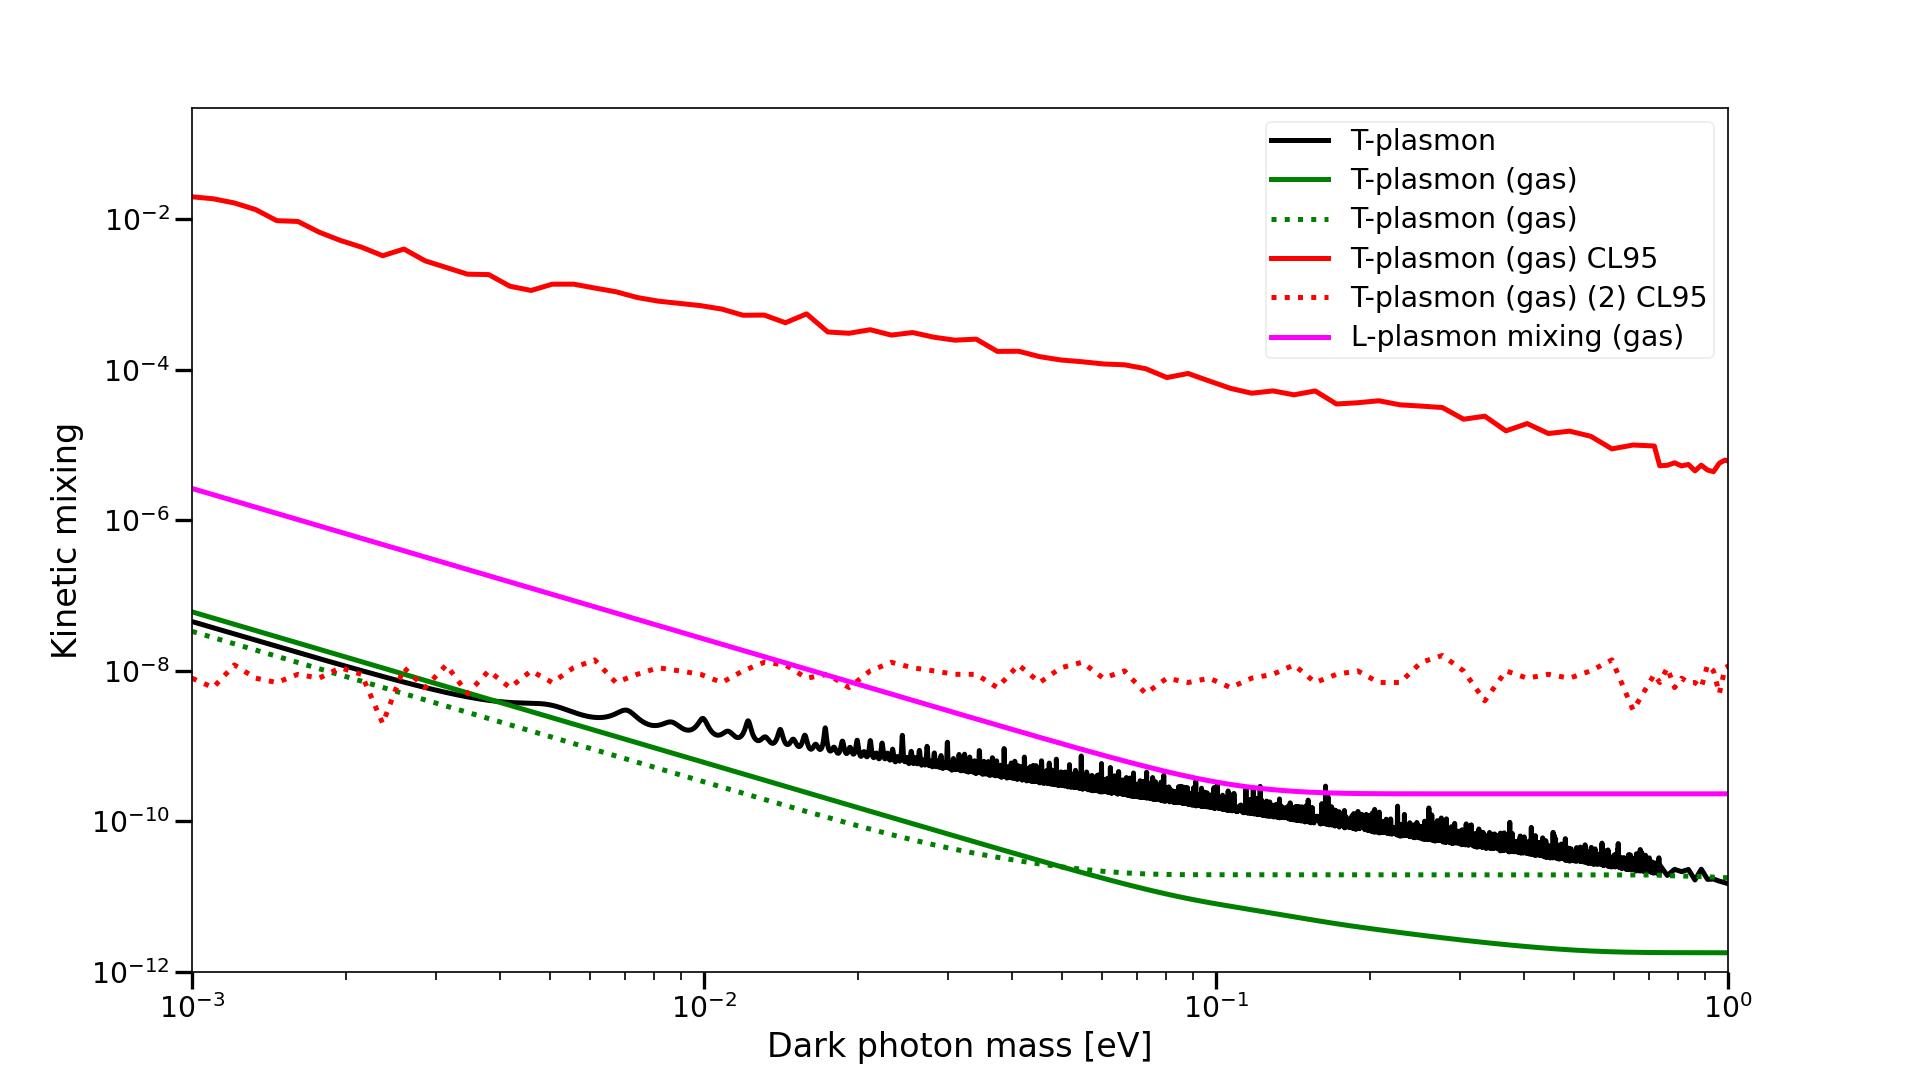 T-plasmon
T-plasmon (gas)
T-plasmon (gas)
T-plasmon (gas) CL95
T-plasmon (gas) (2) CL95
L-plasmon mixing (gas)
Kinetic mixing
10⁻²
10⁻⁴
10⁻⁶
10⁻⁸
10⁻¹⁰
10⁻¹²
10⁻³ 10⁻² 10⁻¹ 10⁰
Dark photon mass [eV]